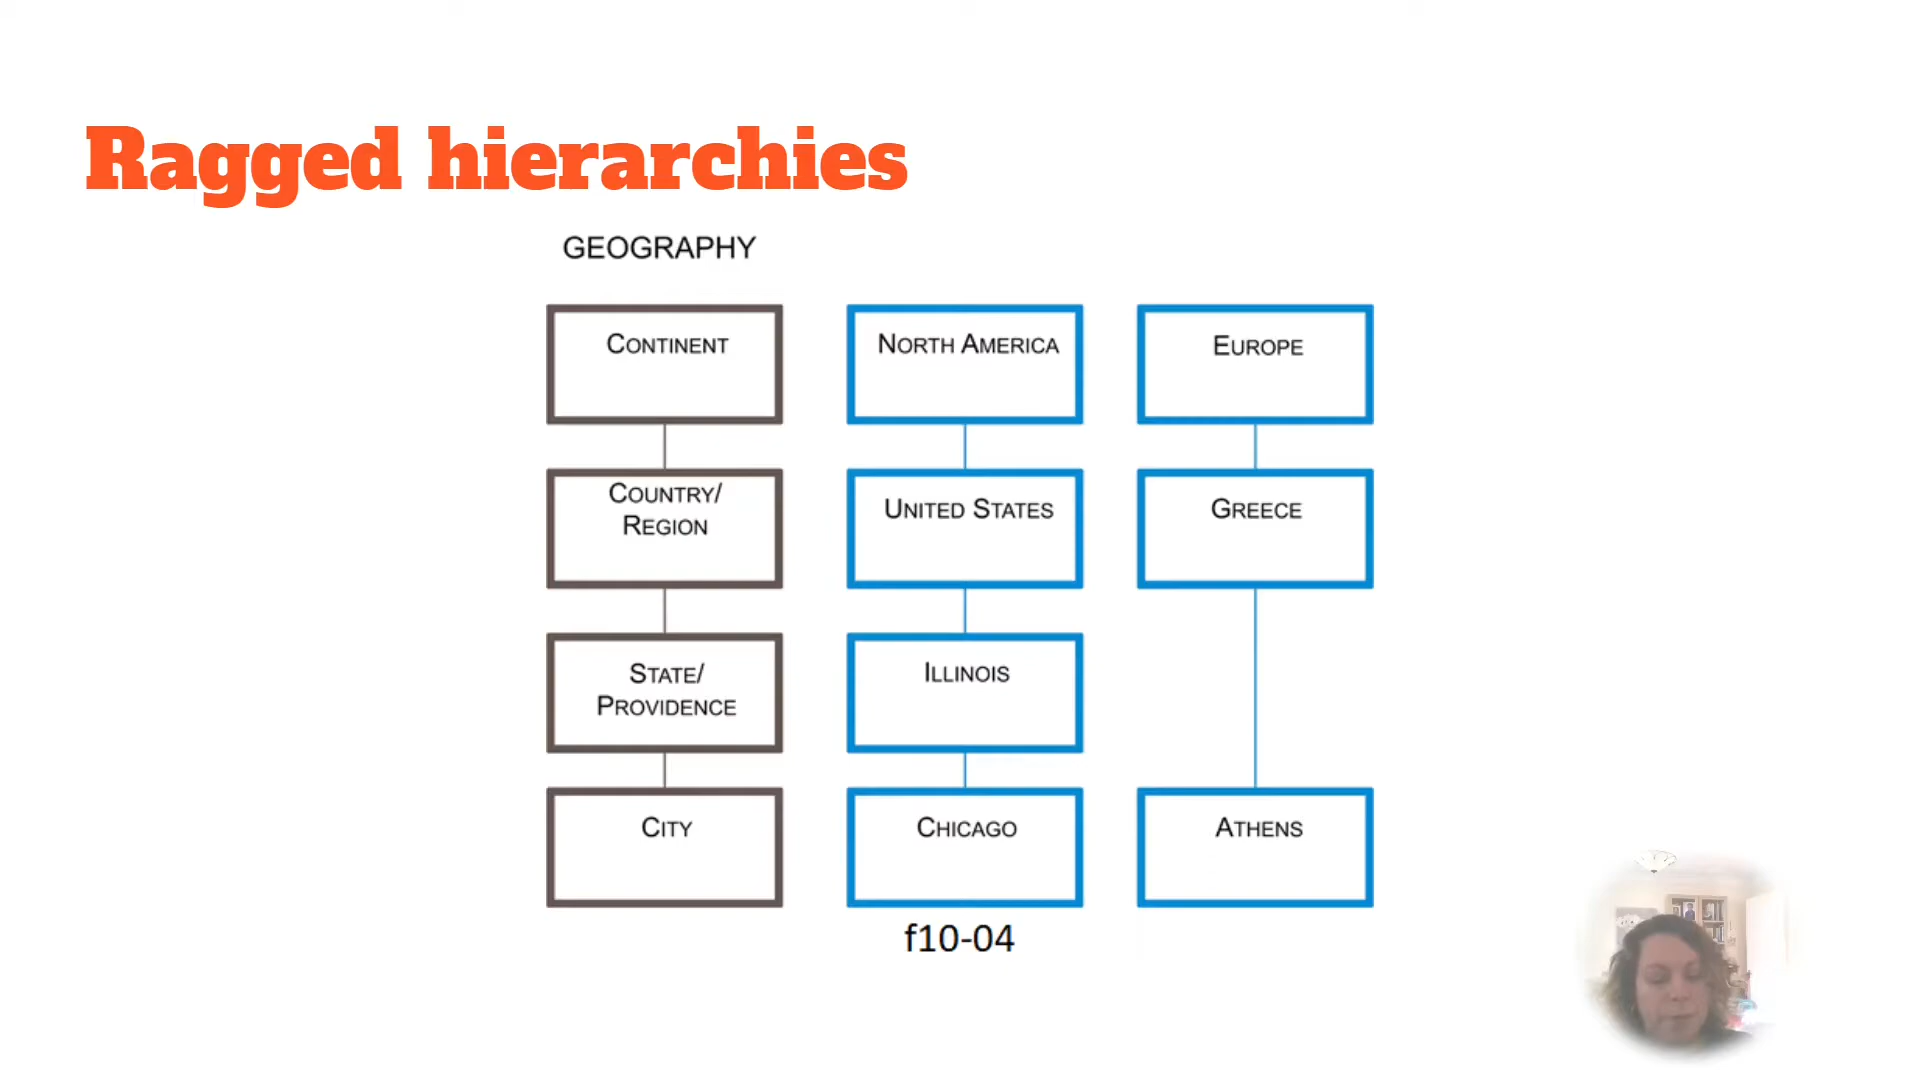 Ragged hierarchies
GEOGRAPHY
CONTINENT
NORTH AMERICA
EUROPE
COUNTRY/
REGION
UNITED STATES
GREECE
STATE/
PROVIDENCE
ILLINOIS
CITY
CHICAGO
ATHENS
f10-04